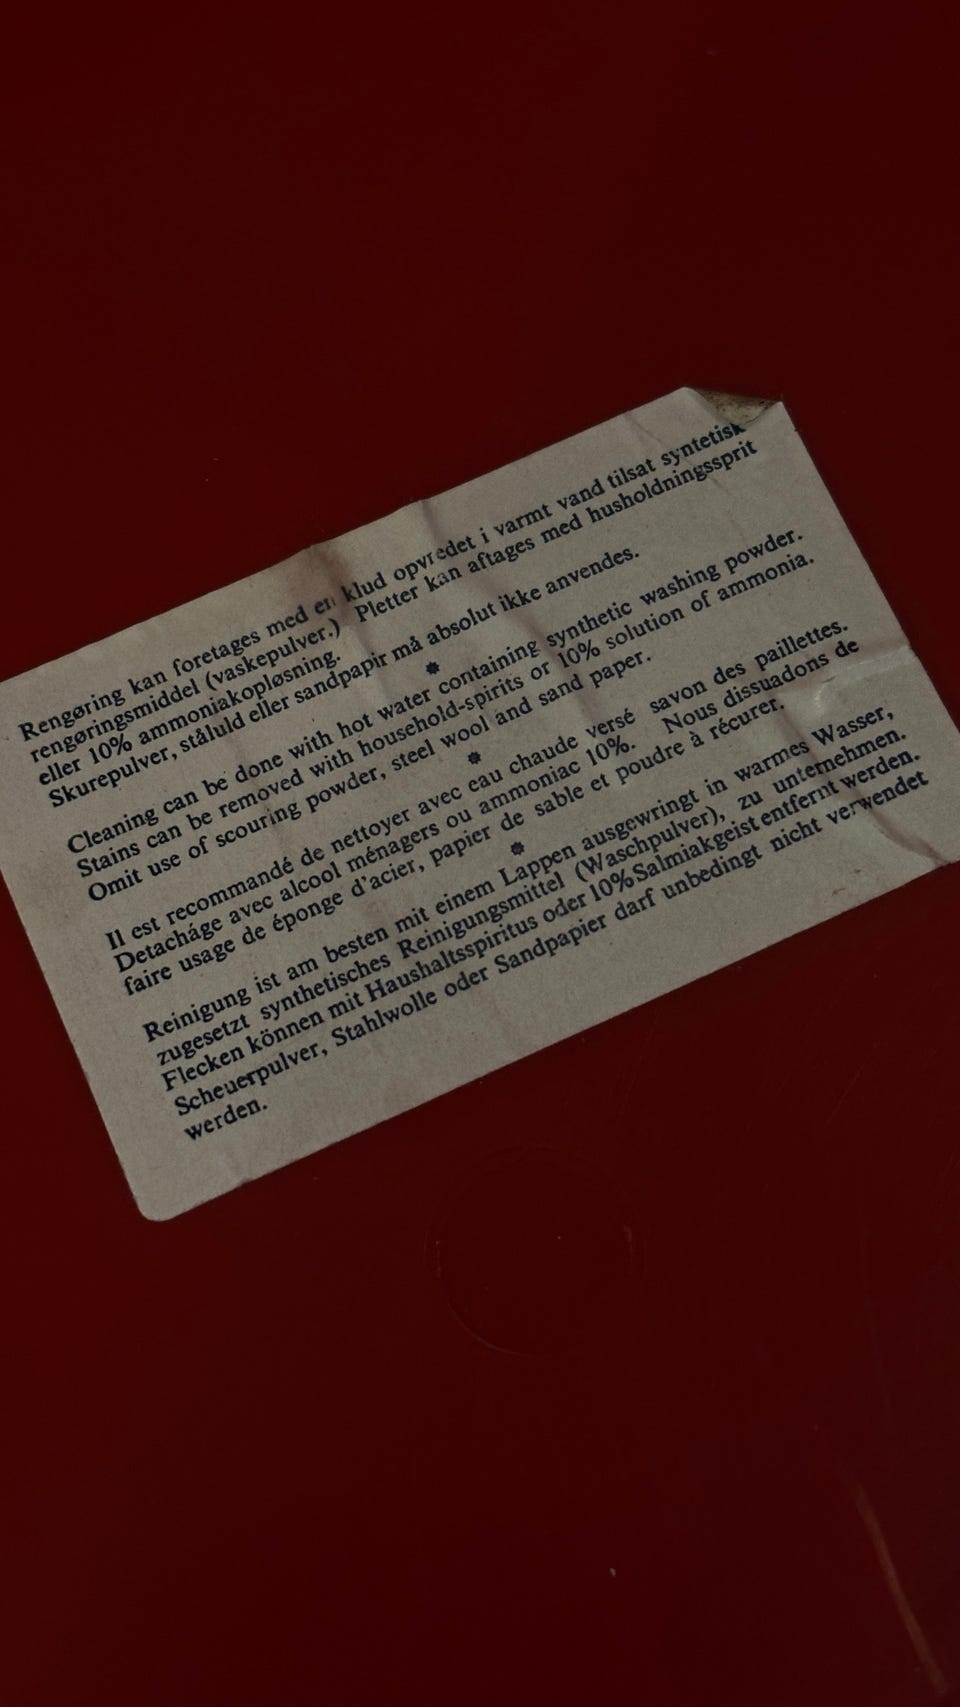 Rengøring kan foretages med en klud opvredet i varmt vand tilsat syntetisk
rengøringsmiddel (vaskepulver.) Pletter kan aftages med husholdningssprit
eller 10% ammoniakopløsning.
Skurepulver, ståluld eller sandpapir må absolut ikke anvendes.
*
Cleaning can be done with hot water containing synthetic washing powder.
Stains can be removed with household-spirits or 10% solution of ammonia.
Omit use of scouring powder, steel wool and sand paper.
*
Il est recommandé de nettoyer avec eau chaude versé savon des paillettes.
Detacháge avec alcool ménagers ou ammoniac 10%. Nous dissuadons de
faire usage de éponge d'acier, papier de sable et poudre à récurer.
*
Reinigung ist am besten mit einem Lappen ausgewringt in warmes Wasser,
zugesetzt synthetisches Reinigungsmittel (Waschpulver), zu unternehmen.
Flecken können mit Haushaltsspiritus oder 10% Salmiakgeist entfernt werden.
Scheuerpulver, Stahlwolle oder Sandpapier darf unbedingt nicht verwendet
werden.